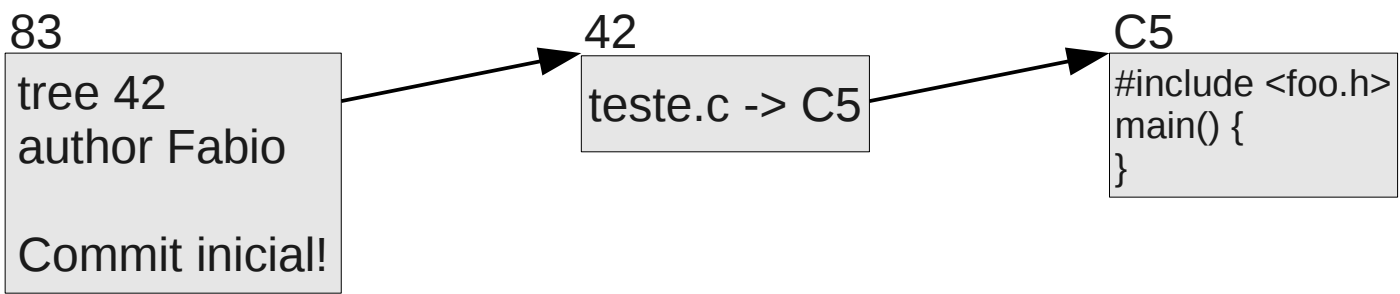 83
tree 42
author Fabio
Commit inicial!
42
teste.c -> C5
C5
#include <foo.h>
main() {
}